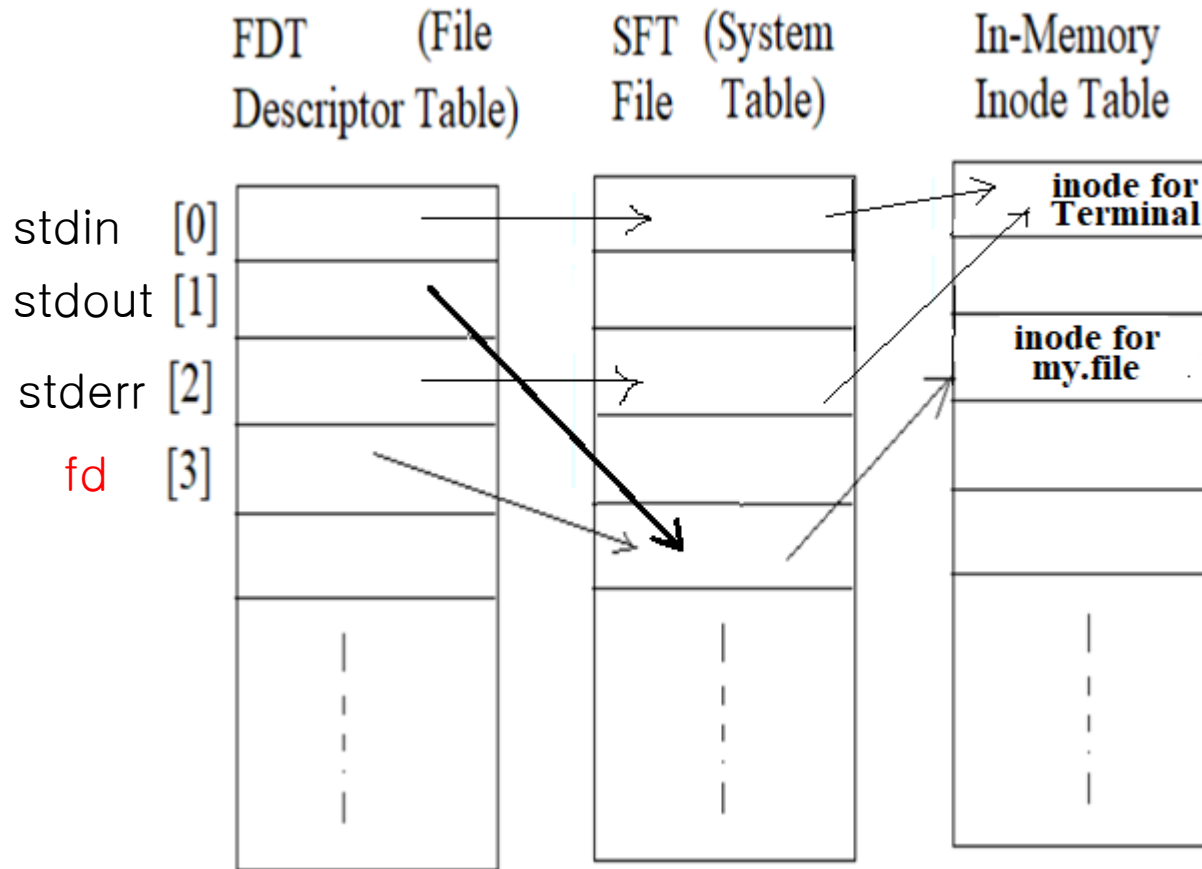 FDT (File
Descriptor Table)
SFT (System
File Table)
In-Memory
Inode Table
stdin [0]
stdout [1]
stderr [2]
fd [3]
inode for
Terminal
inode for
my.file